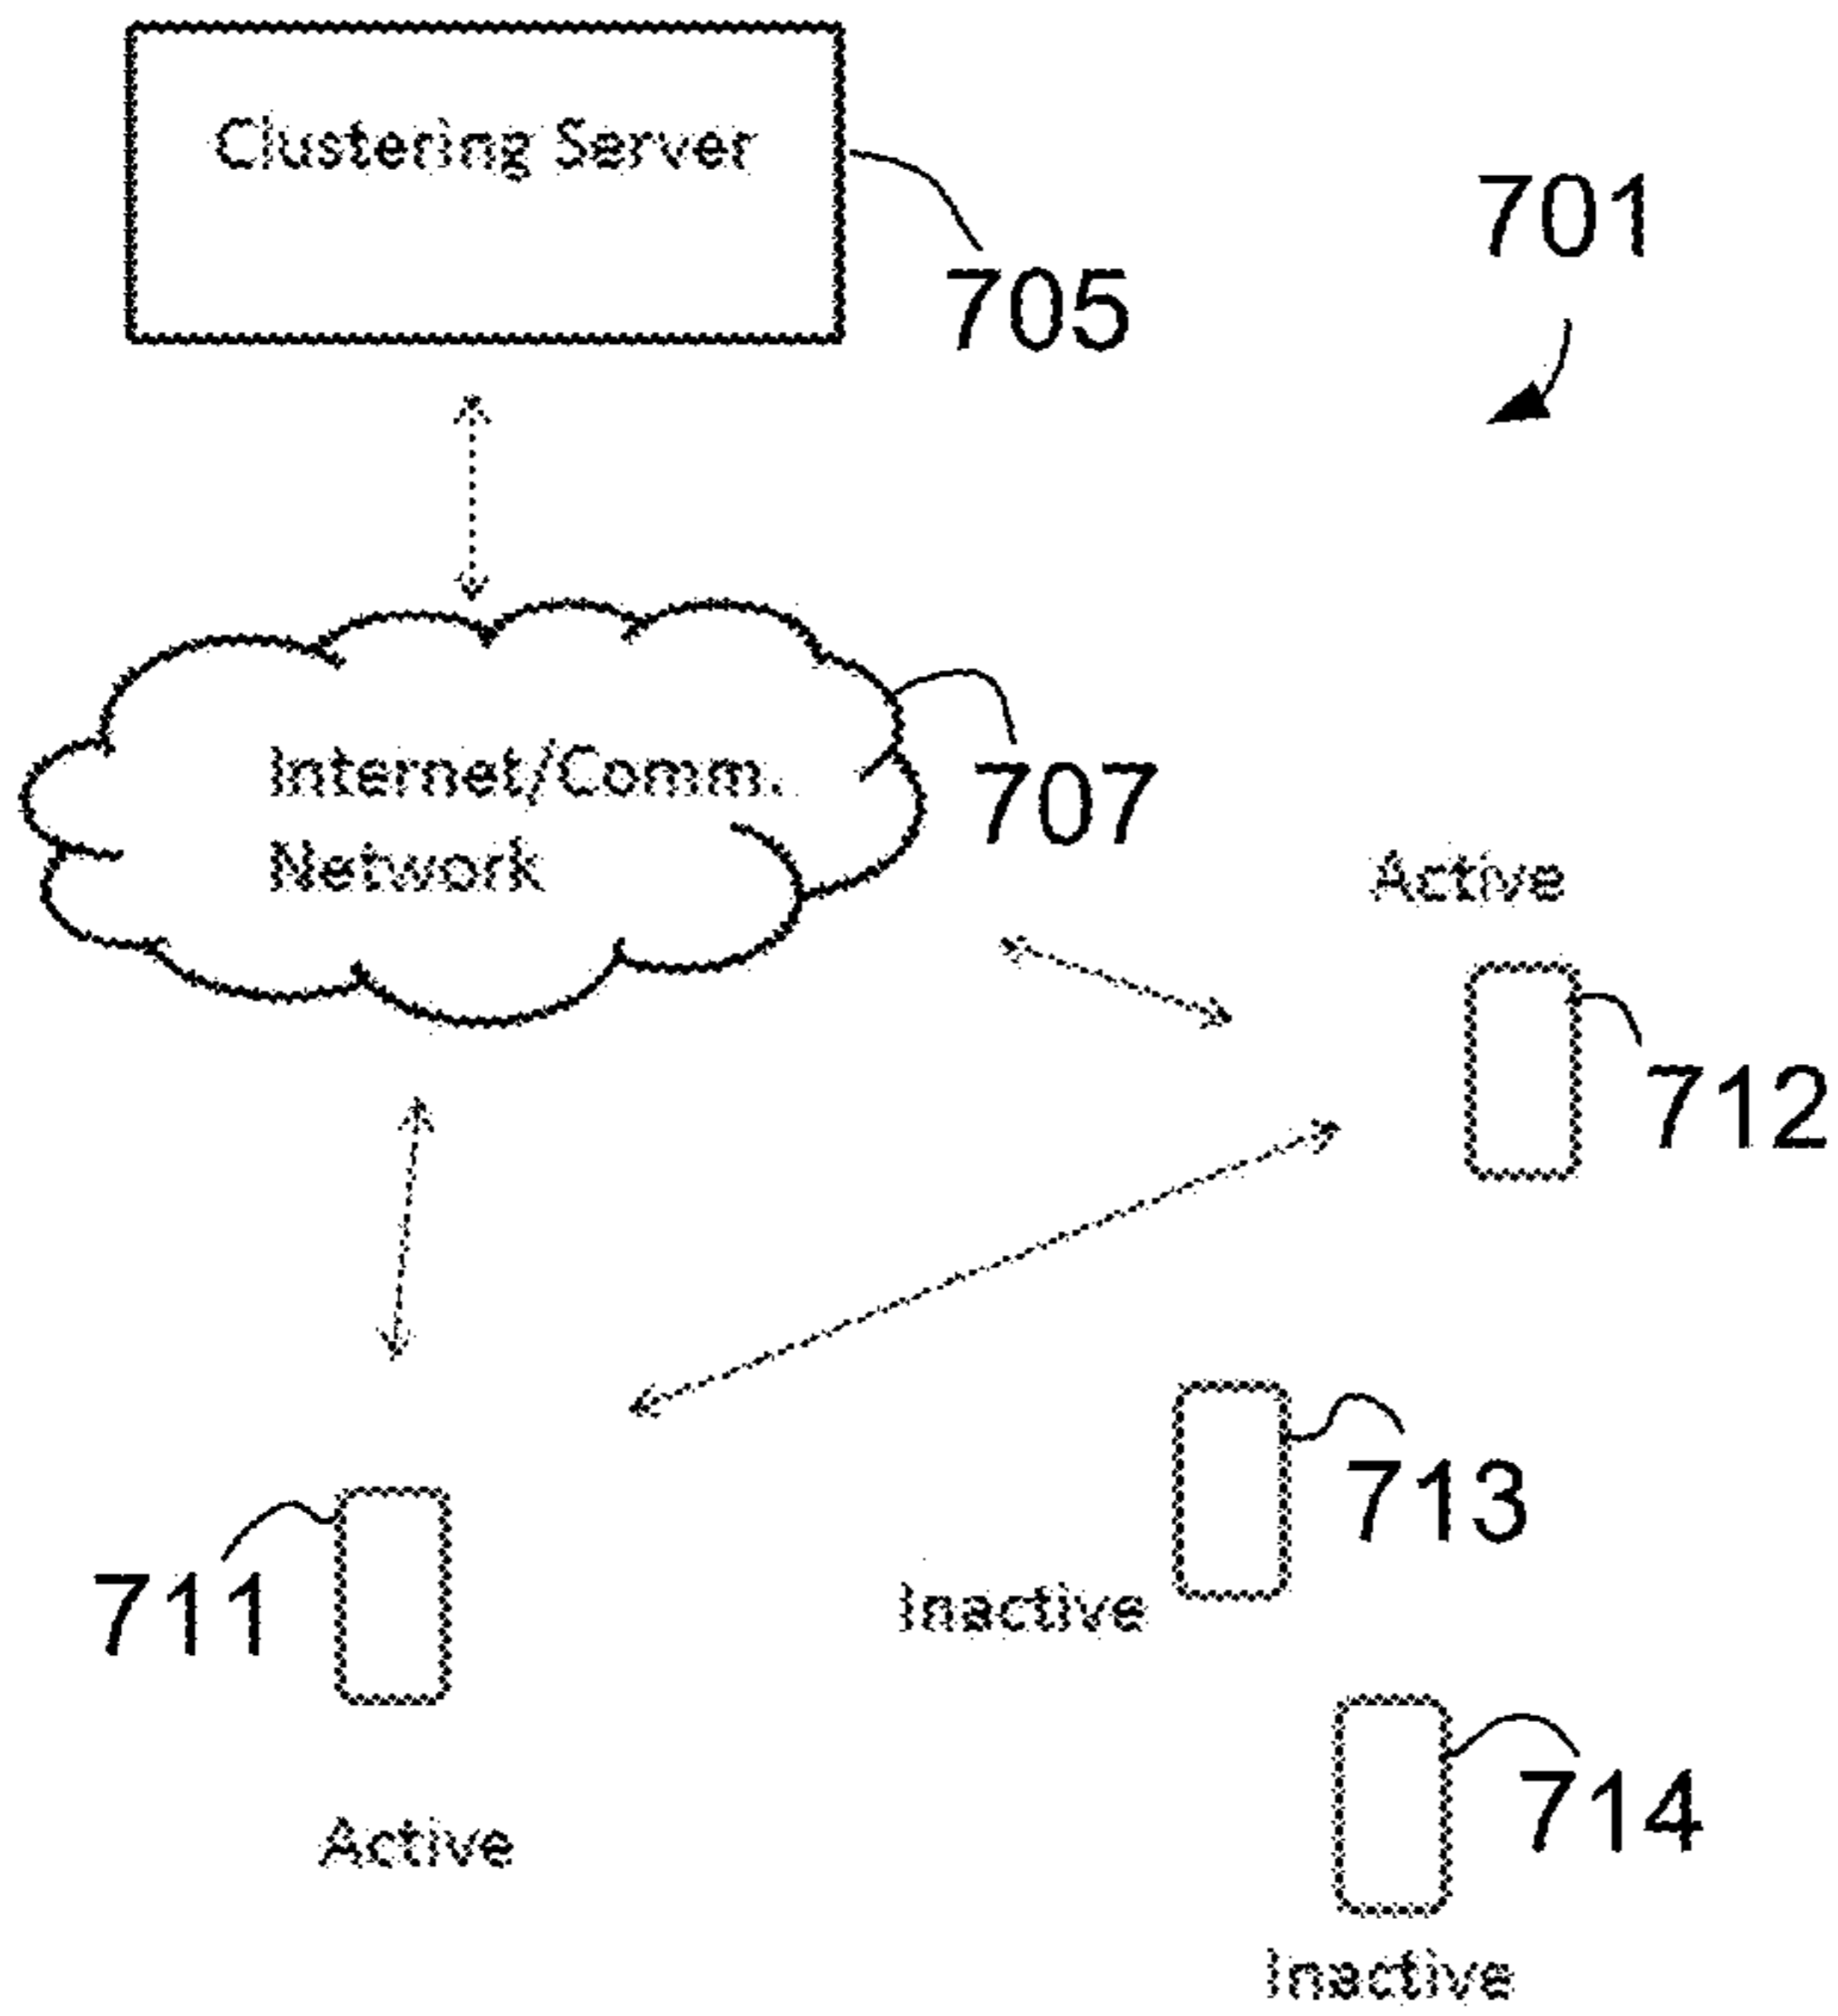 Clustering Server
701
705
Internet/Comm.
Network
707
Active
712
713
711
Inactive
714
Active
Inactive